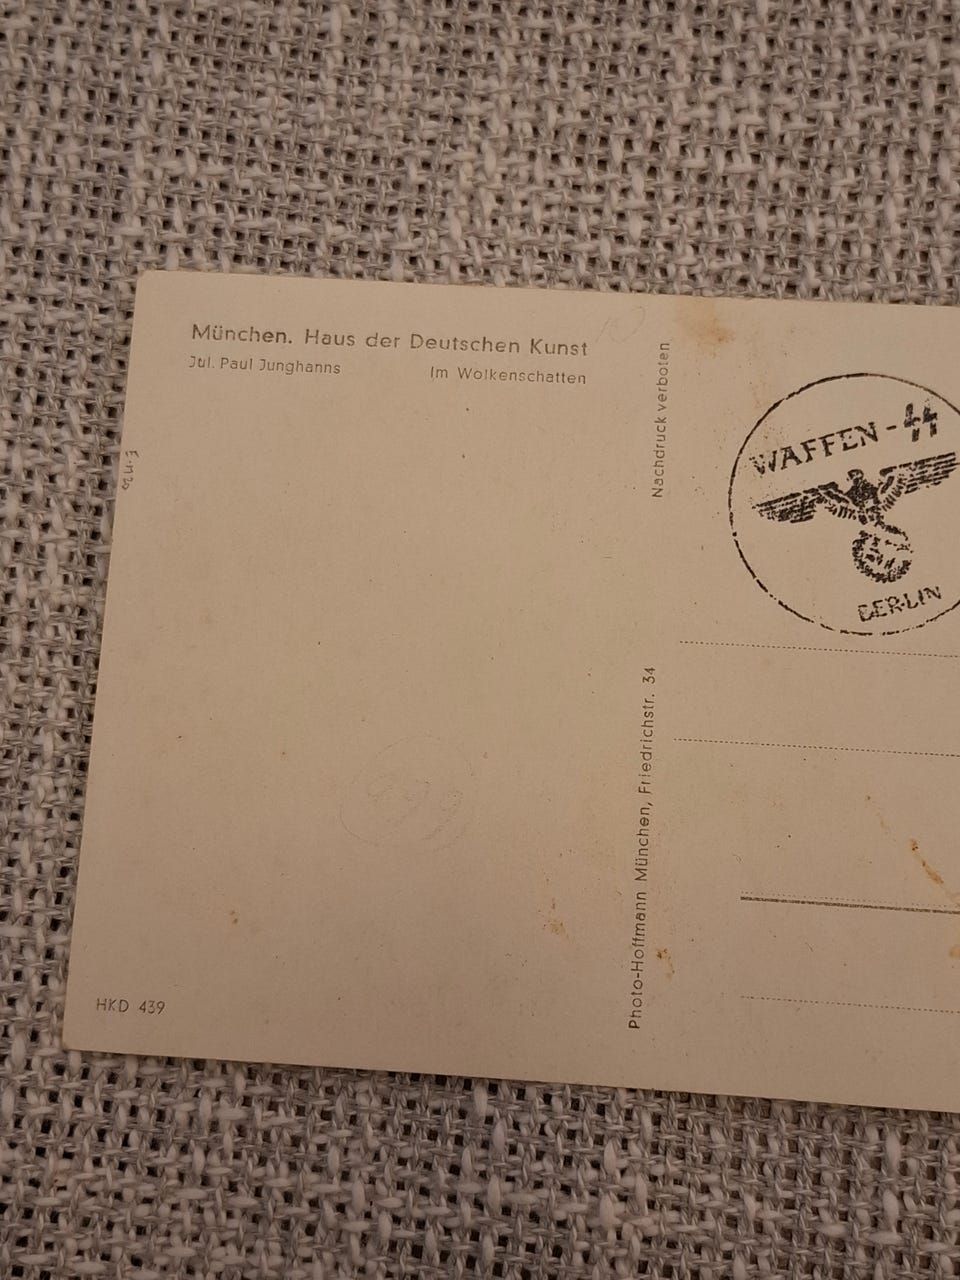 München. Haus der Deutschen Kunst
Jul. Paul Junghanns Im Wolkenschatten
Nachdruck verboten
Photo-Hoffmann München, Friedrichstr. 34
WAFFEN-SS
BERLIN
HKD 439